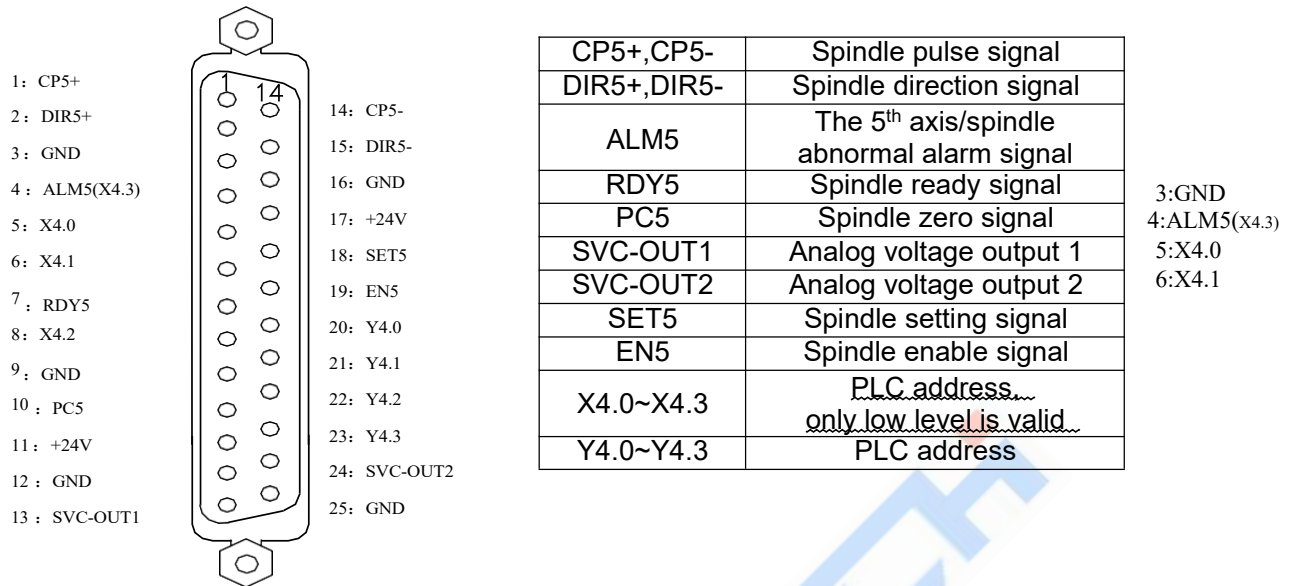 1: CP5+
2: DIR5+
3: GND
4: ALM5(X4.3)
5: X4.0
6: X4.1
7: RDY5
8: X4.2
9: GND
10: PC5
11: +24V
12: GND
13: SVC-OUT1
1
14
14: CP5-
15: DIR5-
16: GND
17: +24V
18: SET5
19: EN5
20: Y4.0
21: Y4.1
22: Y4.2
23: Y4.3
24: SVC-OUT2
25: GND
CP5+,CP5- Spindle pulse signal
DIR5+,DIR5- Spindle direction signal
ALM5 The 5th axis/spindle
abnormal alarm signal
RDY5 Spindle ready signal
PC5 Spindle zero signal
SVC-OUT1 Analog voltage output 1
SVC-OUT2 Analog voltage output 2
SET5 Spindle setting signal
EN5 Spindle enable signal
X4.0~X4.3 PLC address,
only low level is valid
Y4.0~Y4.3 PLC address
3:GND
4:ALM5(X4.3)
5:X4.0
6:X4.1